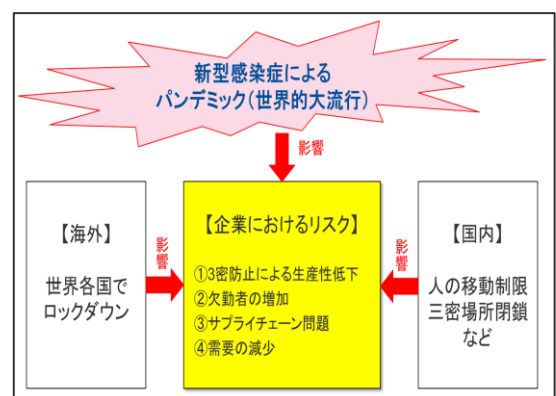 新型感染症による
パンデミック(世界的大流行)
影響
【海外】
世界各国で
ロックダウン
影響
【企業におけるリスク】
①3密防止による生産性低下
②欠勤者の増加
③サプライチェーン問題
④需要の減少
影響
【国内】
人の移動制限
三密場所閉鎖
など